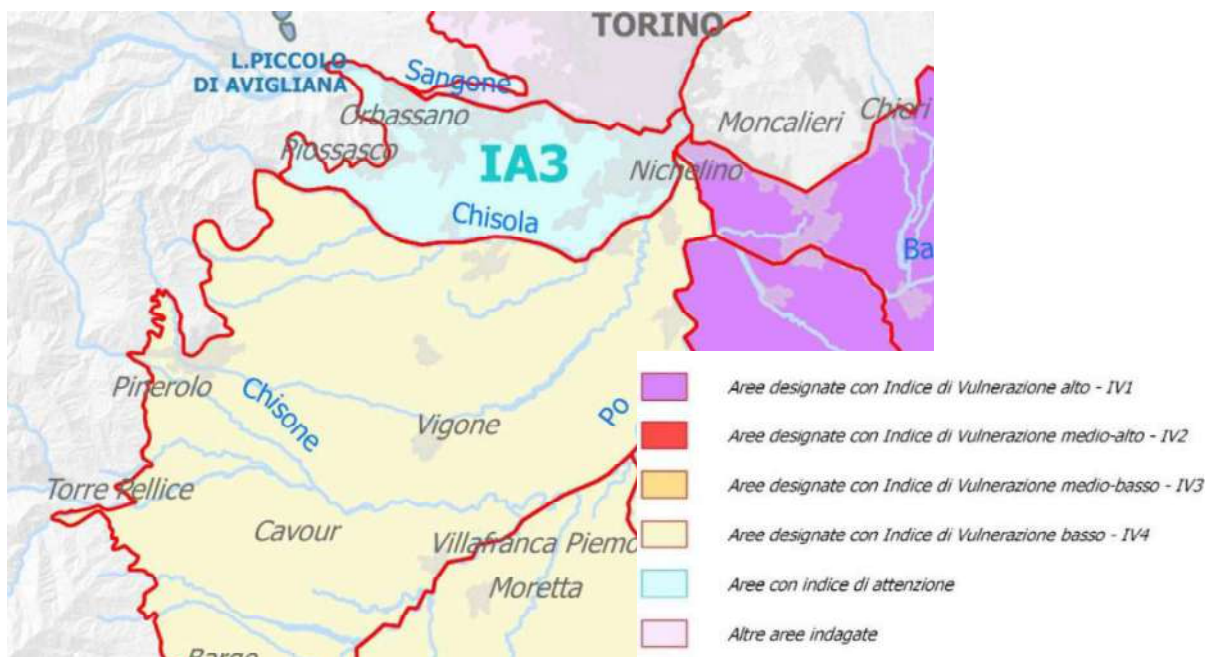 TORINO
L.PICCOLO
DI AVIGLIANA
Sangone
Orbassano
Moncalieri
Chieri
Piossasco
IA3
Nichelino
Chisola
Ba
Pinerolo
Chisone
Vigone
Po
Torre Pellice
Cavour
Villafranca Piemo
Moretta
Barge
Aree designate con Indice di Vulnerazione alto - IV1
Aree designate con Indice di Vulnerazione medio-alto - IV2
Aree designate con Indice di Vulnerazione medio-basso - IV3
Aree designate con Indice di Vulnerazione basso - IV4
Aree con indice di attenzione
Altre aree indagate